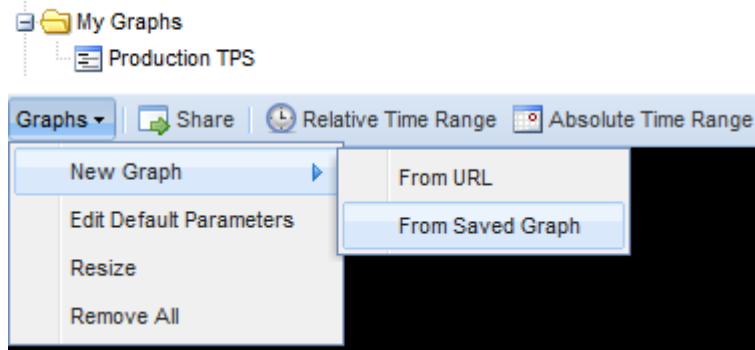 My Graphs
Production TPS
Graphs Share Relative Time Range Absolute Time Range
New Graph
From URL
Edit Default Parameters
From Saved Graph
Resize
Remove All